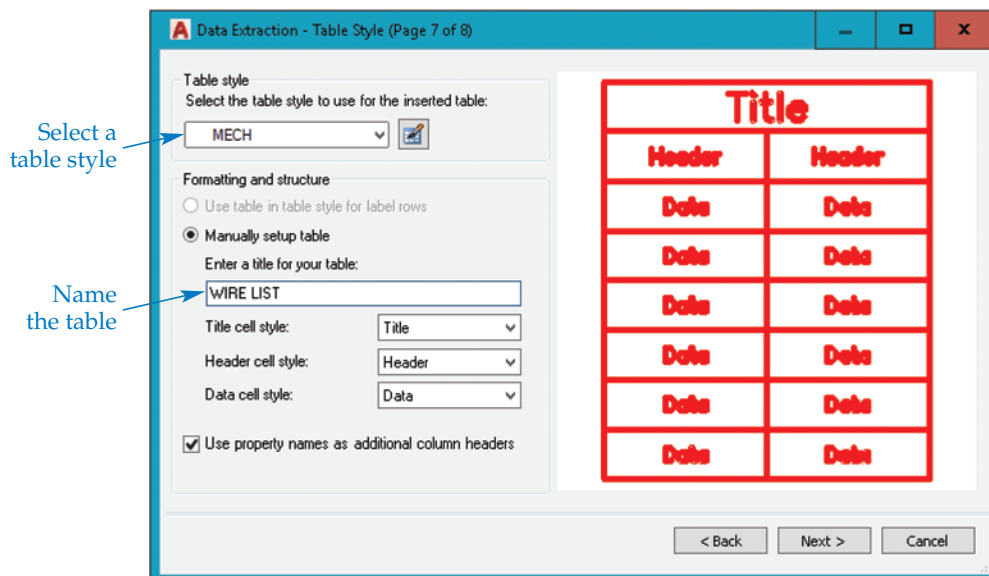 Data Extraction - Table Style (Page 7 of 8)
Table style
Select the table style to use for the inserted table:
MECH
Select a
table style
Formatting and structure
Use table in table style for label rows
Manually setup table
Enter a title for your table:
WIRE LIST
Name
the table
Title cell style:
Title
Header cell style:
Header
Data cell style:
Data
Use property names as additional column headers
Title
Header Header
Data Data
Data Data
Data Data
Data Data
Data Data
Data Data
< Back Next > Cancel